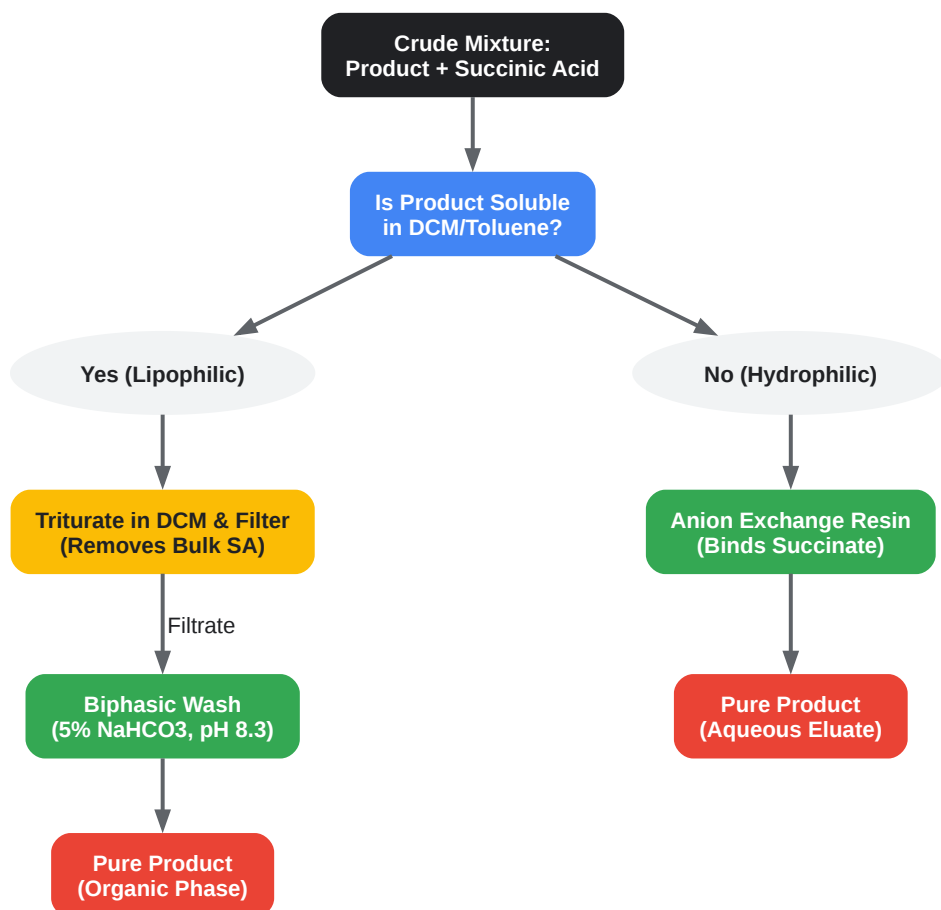 Crude Mixture:
Product + Succinic Acid
Is Product Soluble
in DCM/Toluene?
Yes (Lipophilic)
No (Hydrophilic)
Triturate in DCM & Filter
(Removes Bulk SA)
Anion Exchange Resin
(Binds Succinate)
Filtrate
Biphasic Wash
(5% NaHCO3, pH 8.3)
Pure Product
(Aqueous Eluate)
Pure Product
(Organic Phase)